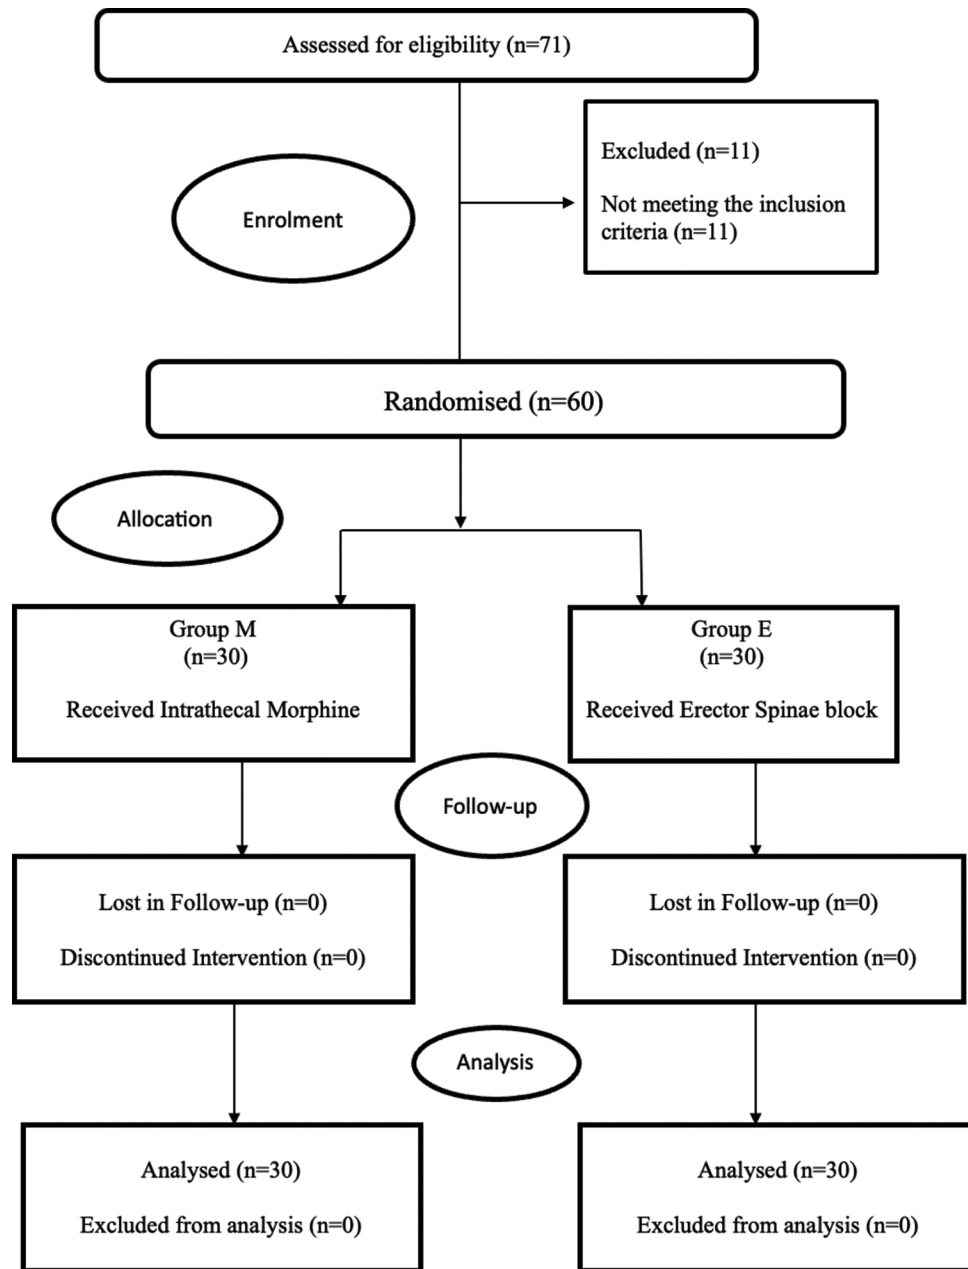 Assessed for eligibility (n=71)
Excluded (n=11)
Not meeting the inclusion
criteria (n=11)
Enrolment
Randomised (n=60)
Allocation
Group M
(n=30)
Received Intrathecal Morphine
Group E
(n=30)
Received Erector Spinae block
Follow-up
Lost in Follow-up (n=0)
Discontinued Intervention (n=0)
Lost in Follow-up (n=0)
Discontinued Intervention (n=0)
Analysis
Analysed (n=30)
Excluded from analysis (n=0)
Analysed (n=30)
Excluded from analysis (n=0)